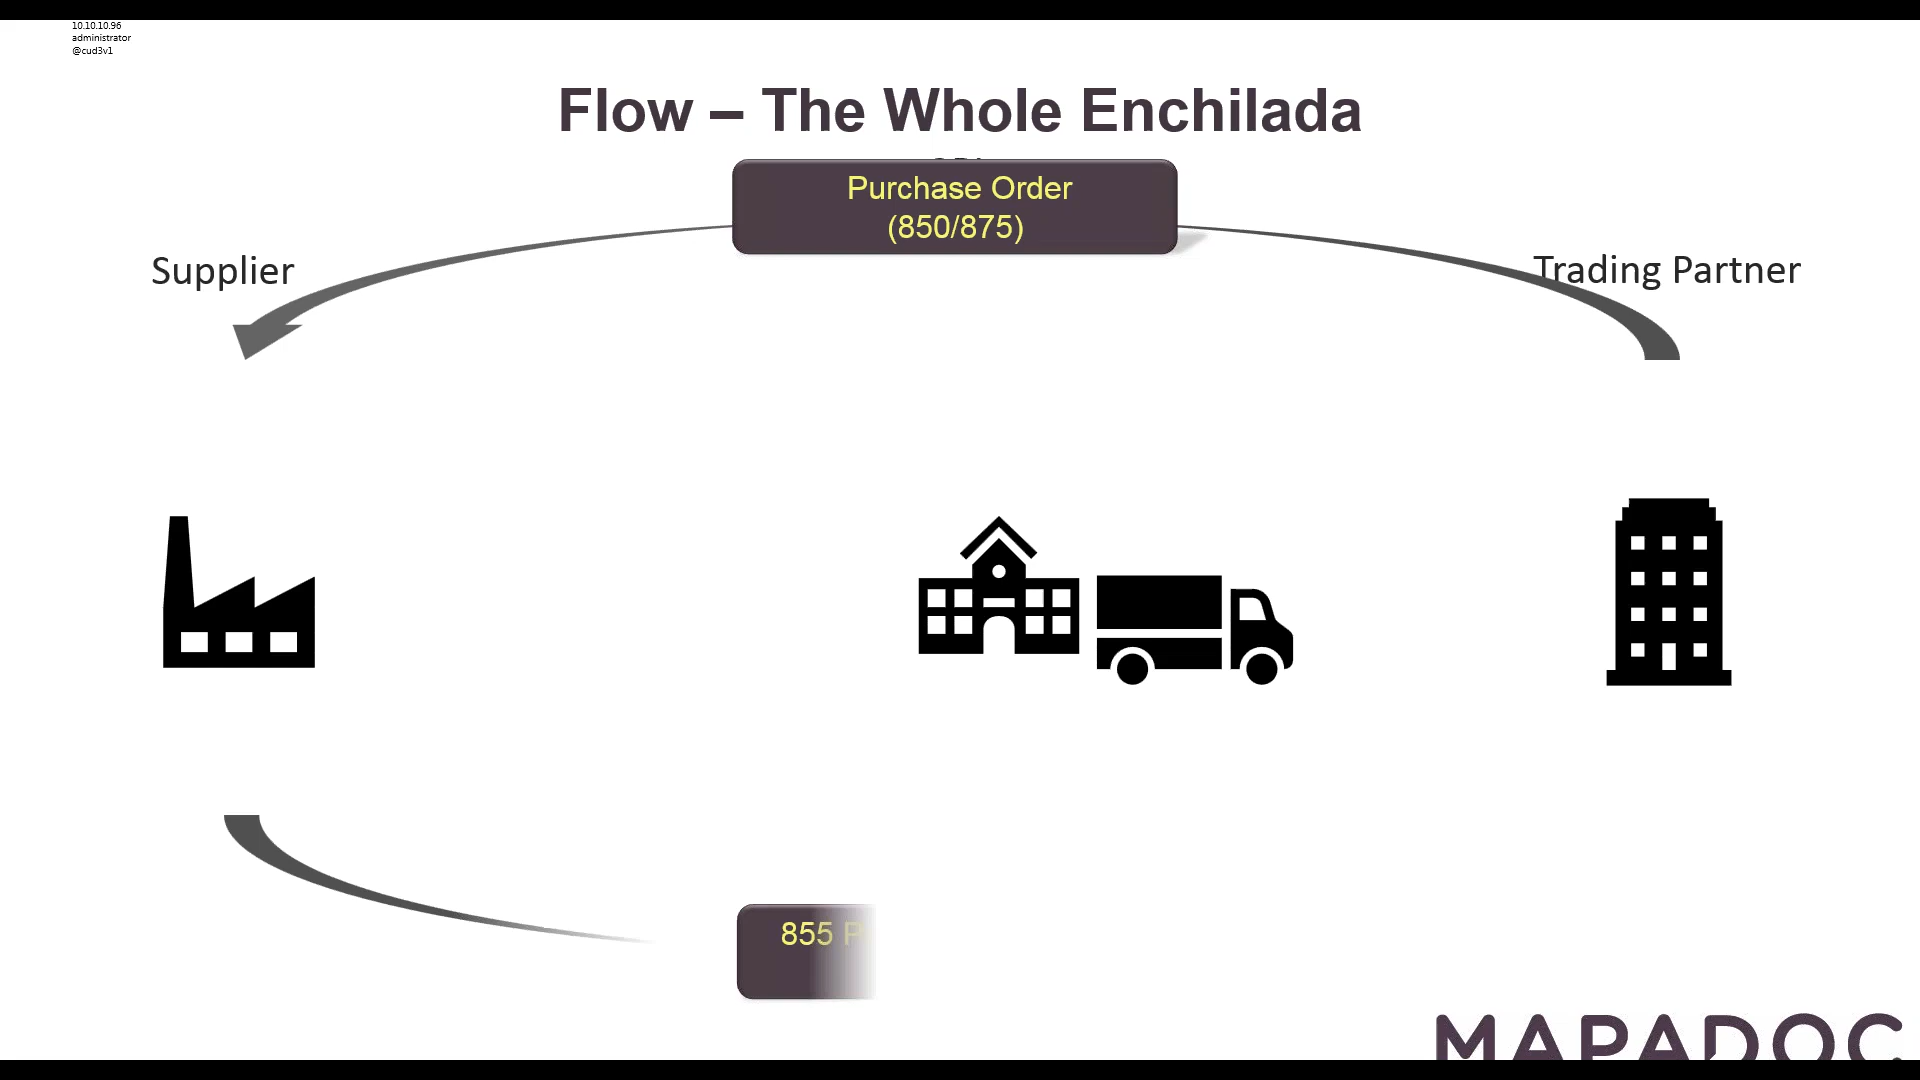 10.10.10.96
administrator
@cud3v1
Flow – The Whole Enchilada
Purchase Order
(850/875)
Supplier
Trading Partner
855
MAPADOC